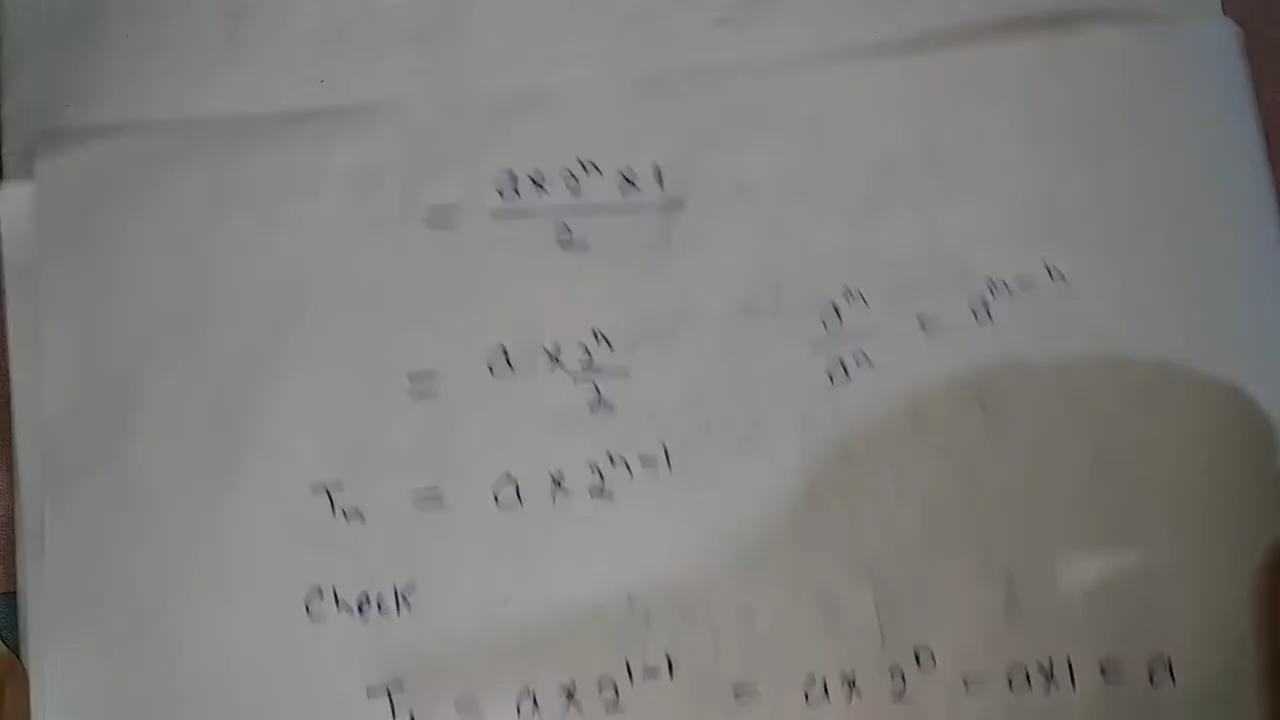 = a × 2ⁿ × 1 / 2
= a × 2ⁿ / 2    aᵐ / aⁿ = aᵐ⁻ⁿ
Tₙ = a × 2ⁿ⁻¹
Check
T₁ = a × 2¹⁻¹ = a × 2⁰ = a × 1 = a